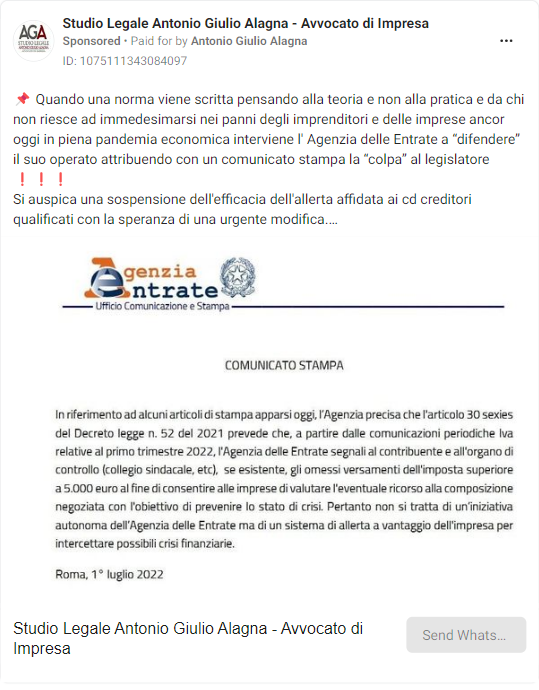 AGA
STUDIO LEGALE
Studio Legale Antonio Giulio Alagna - Avvocato di Impresa
Sponsored • Paid for by Antonio Giulio Alagna
ID: 1075111343084097
📌 Quando una norma viene scritta pensando alla teoria e non alla pratica e da chi
non riesce ad immedesimarsi nei panni degli imprenditori e delle imprese ancor
oggi in piena pandemia economica interviene l' Agenzia delle Entrate a “difendere”
il suo operato attribuendo con un comunicato stampa la “colpa” al legislatore
❗❗❗
Si auspica una sospensione dell'efficacia dell'allerta affidata ai cd creditori
qualificati con la speranza di una urgente modifica....
Agenzia
Entrate
Ufficio Comunicazione e Stampa
COMUNICATO STAMPA
In riferimento ad alcuni articoli di stampa apparsi oggi, l'Agenzia precisa che l'articolo 30 sexies
del Decreto legge n. 52 del 2021 prevede che, a partire dalle comunicazioni periodiche Iva
relative al primo trimestre 2022, l'Agenzia delle Entrate segnali al contribuente e all'organo di
controllo (collegio sindacale, etc), se esistente, gli omessi versamenti dell'imposta superiore
a 5.000 euro al fine di consentire alle imprese di valutare l'eventuale ricorso alla composizione
negoziata con l'obiettivo di prevenire lo stato di crisi. Pertanto non si tratta di un'iniziativa
autonoma dell'Agenzia delle Entrate ma di un sistema di allerta a vantaggio dell'impresa per
intercettare possibili crisi finanziarie.
Roma, 1° luglio 2022
Studio Legale Antonio Giulio Alagna - Avvocato di
Impresa
Send Whats...